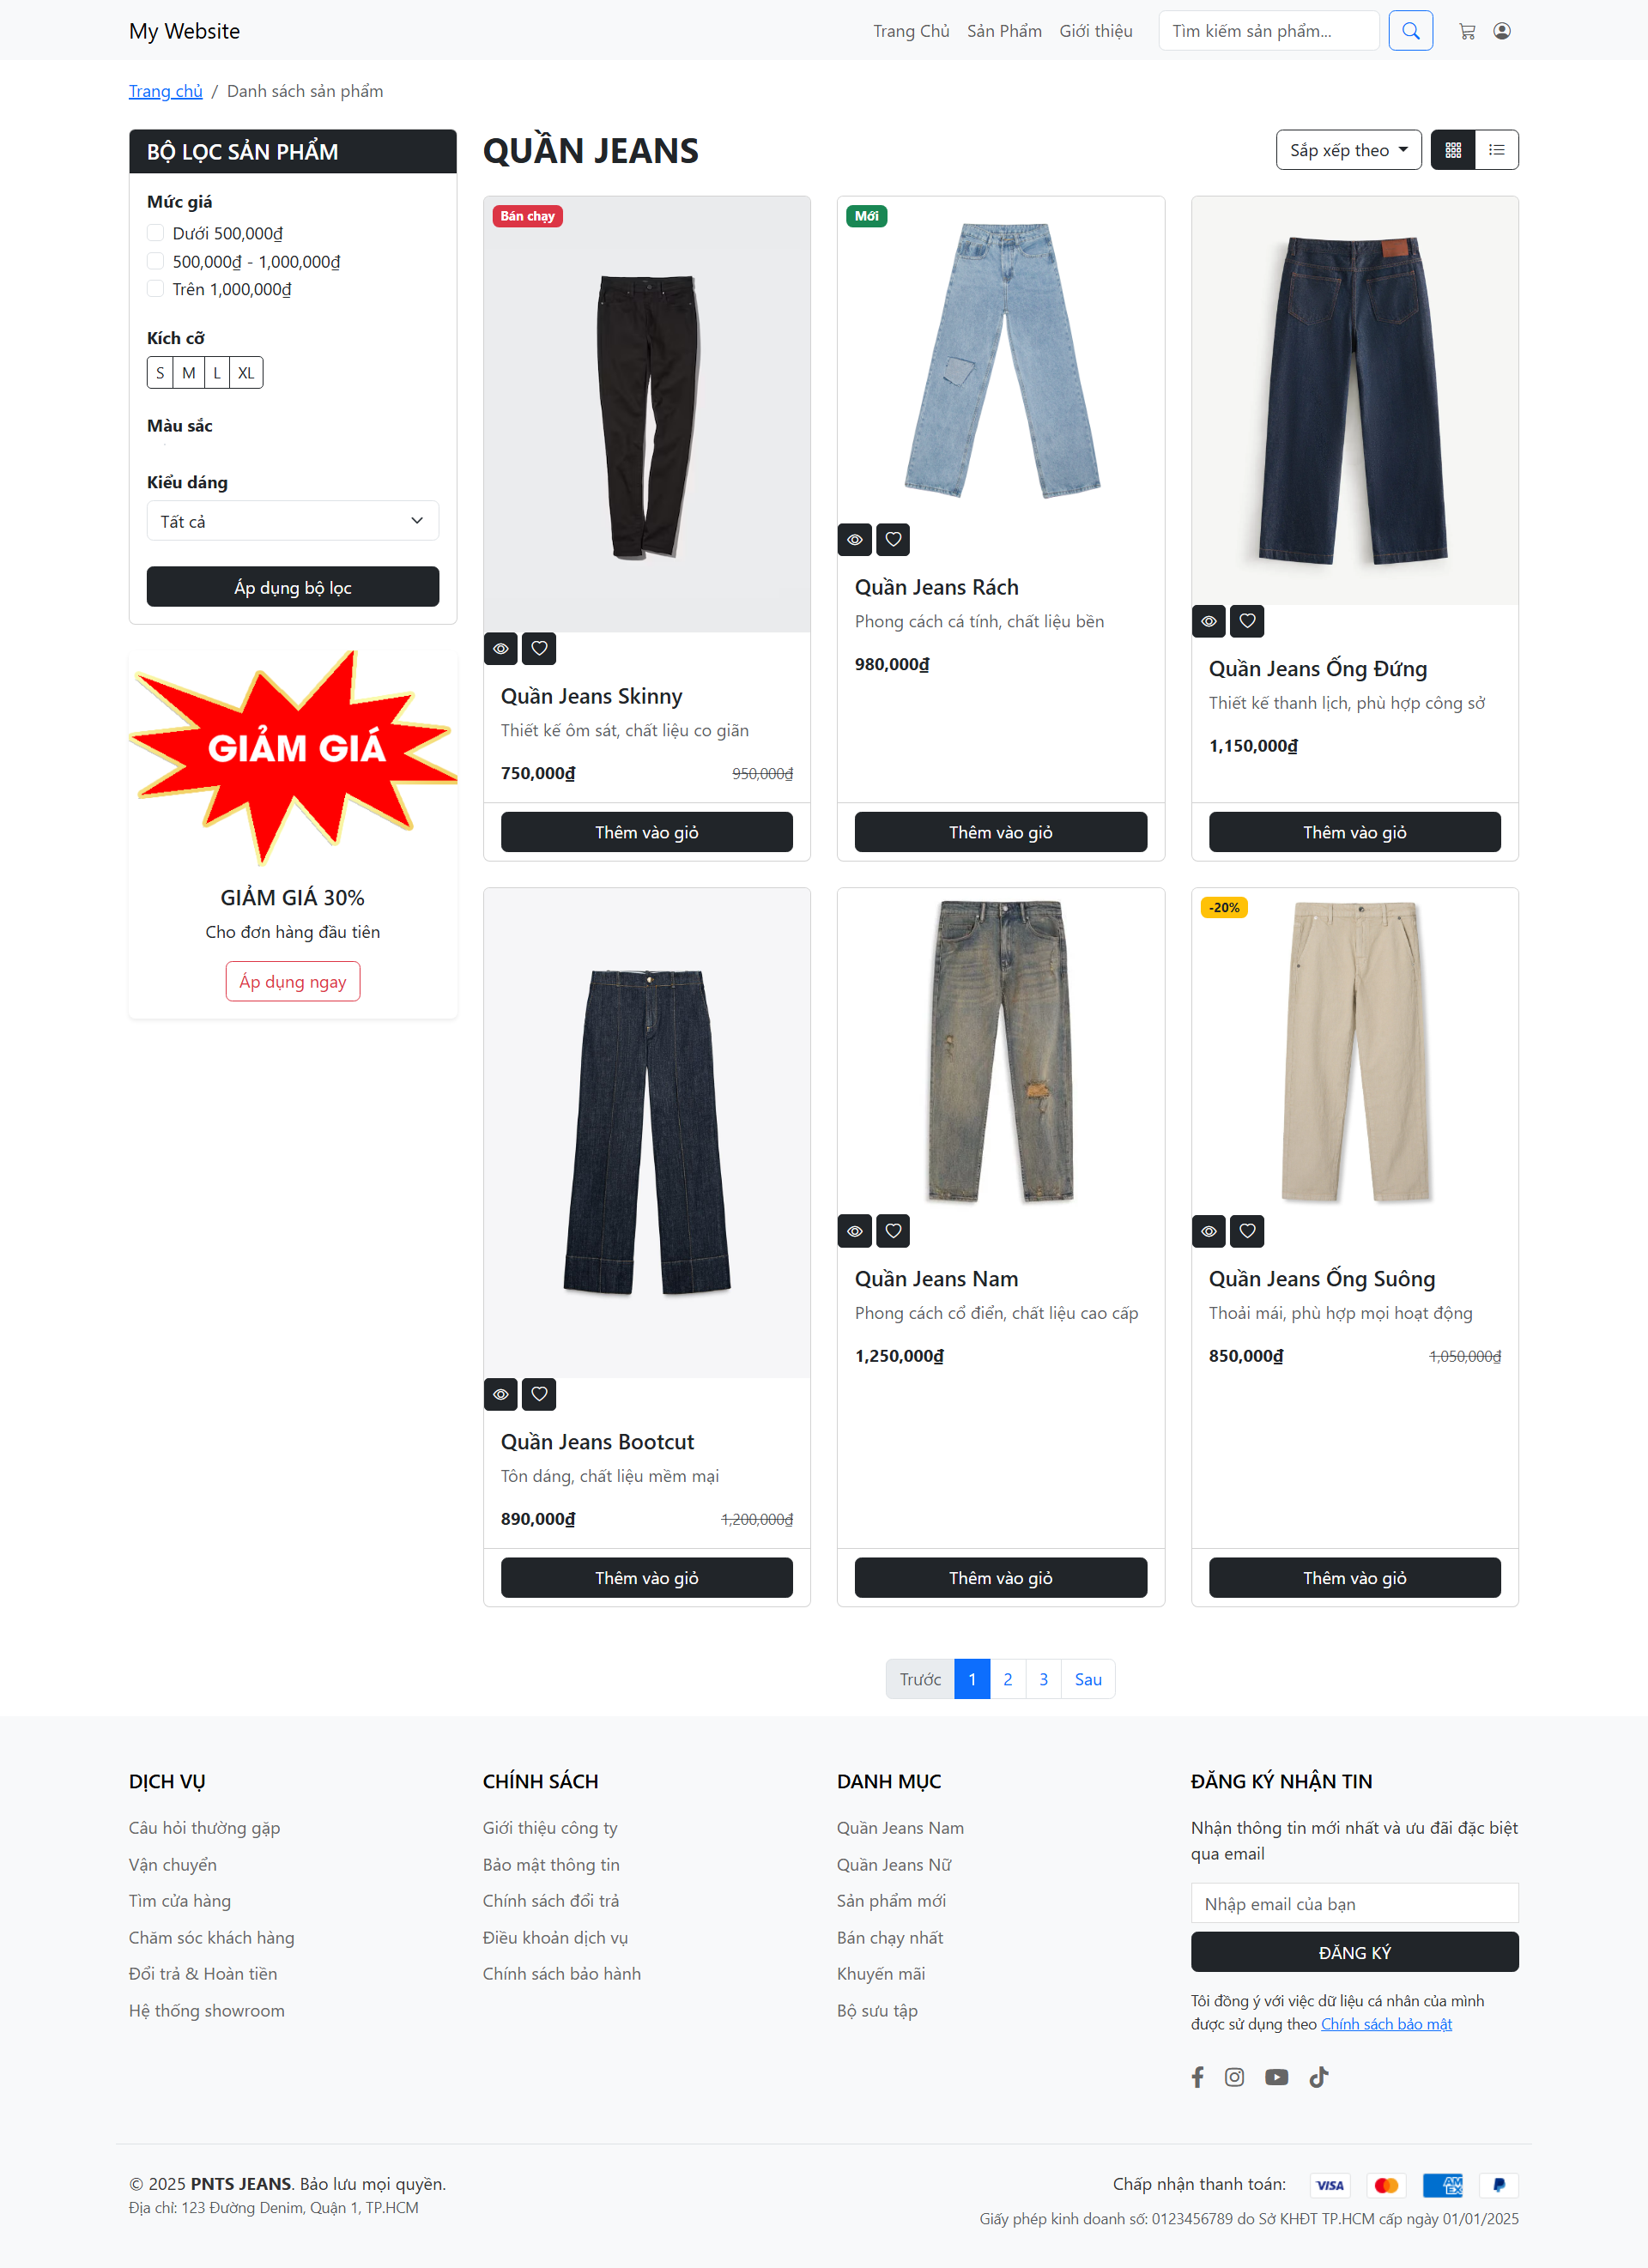 My Website
Trang Chủ
Sản Phẩm
Giới thiệu
Tìm kiếm sản phẩm...
Trang chủ / Danh sách sản phẩm
BỘ LỌC SẢN PHẨM
Mức giá
Dưới 500,000₫
500,000₫ - 1,000,000₫
Trên 1,000,000₫
Kích cỡ
S M L XL
Màu sắc
Kiểu dáng
Tất cả
Áp dụng bộ lọc
GIẢM GIÁ
GIẢM GIÁ 30%
Cho đơn hàng đầu tiên
Áp dụng ngay
QUẦN JEANS
Sắp xếp theo
Bán chạy
Quần Jeans Skinny
Thiết kế ôm sát, chất liệu co giãn
750,000₫ 950,000₫
Thêm vào giỏ
Mới
Quần Jeans Rách
Phong cách cá tính, chất liệu bền
980,000₫
Thêm vào giỏ
Quần Jeans Ống Đứng
Thiết kế thanh lịch, phù hợp công sở
1,150,000₫
Thêm vào giỏ
Quần Jeans Bootcut
Tôn dáng, chất liệu mềm mại
890,000₫ 1,200,000₫
Thêm vào giỏ
Quần Jeans Nam
Phong cách cổ điển, chất liệu cao cấp
1,250,000₫
Thêm vào giỏ
-20%
Quần Jeans Ống Suông
Thoải mái, phù hợp mọi hoạt động
850,000₫ 1,050,000₫
Thêm vào giỏ
Trước 1 2 3 Sau
DỊCH VỤ
Câu hỏi thường gặp
Vận chuyển
Tìm cửa hàng
Chăm sóc khách hàng
Đổi trả & Hoàn tiền
Hệ thống showroom
CHÍNH SÁCH
Giới thiệu công ty
Bảo mật thông tin
Chính sách đổi trả
Điều khoản dịch vụ
Chính sách bảo hành
DANH MỤC
Quần Jeans Nam
Quần Jeans Nữ
Sản phẩm mới
Bán chạy nhất
Khuyến mãi
Bộ sưu tập
ĐĂNG KÝ NHẬN TIN
Nhận thông tin mới nhất và ưu đãi đặc biệt
qua email
Nhập email của bạn
ĐĂNG KÝ
Tôi đồng ý với việc dữ liệu cá nhân của mình
được sử dụng theo Chính sách bảo mật
© 2025 PNTS JEANS. Bảo lưu mọi quyền.
Địa chỉ: 123 Đường Denim, Quận 1, TP.HCM
Chấp nhận thanh toán:
VISA
AMEX
Giấy phép kinh doanh số: 0123456789 do Sở KHĐT TP.HCM cấp ngày 01/01/2025